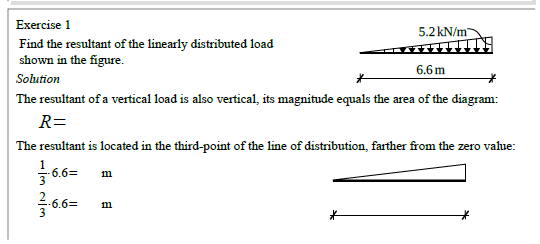 Exercise 1
Find the resultant of the linearly distributed load
shown in the figure.
5.2 kN/m
6.6 m
Solution
The resultant of a vertical load is also vertical, its magnitude equals the area of the diagram:
R=
The resultant is located in the third-point of the line of distribution, farther from the zero value:
1/3·6.6= m
2/3·6.6= m